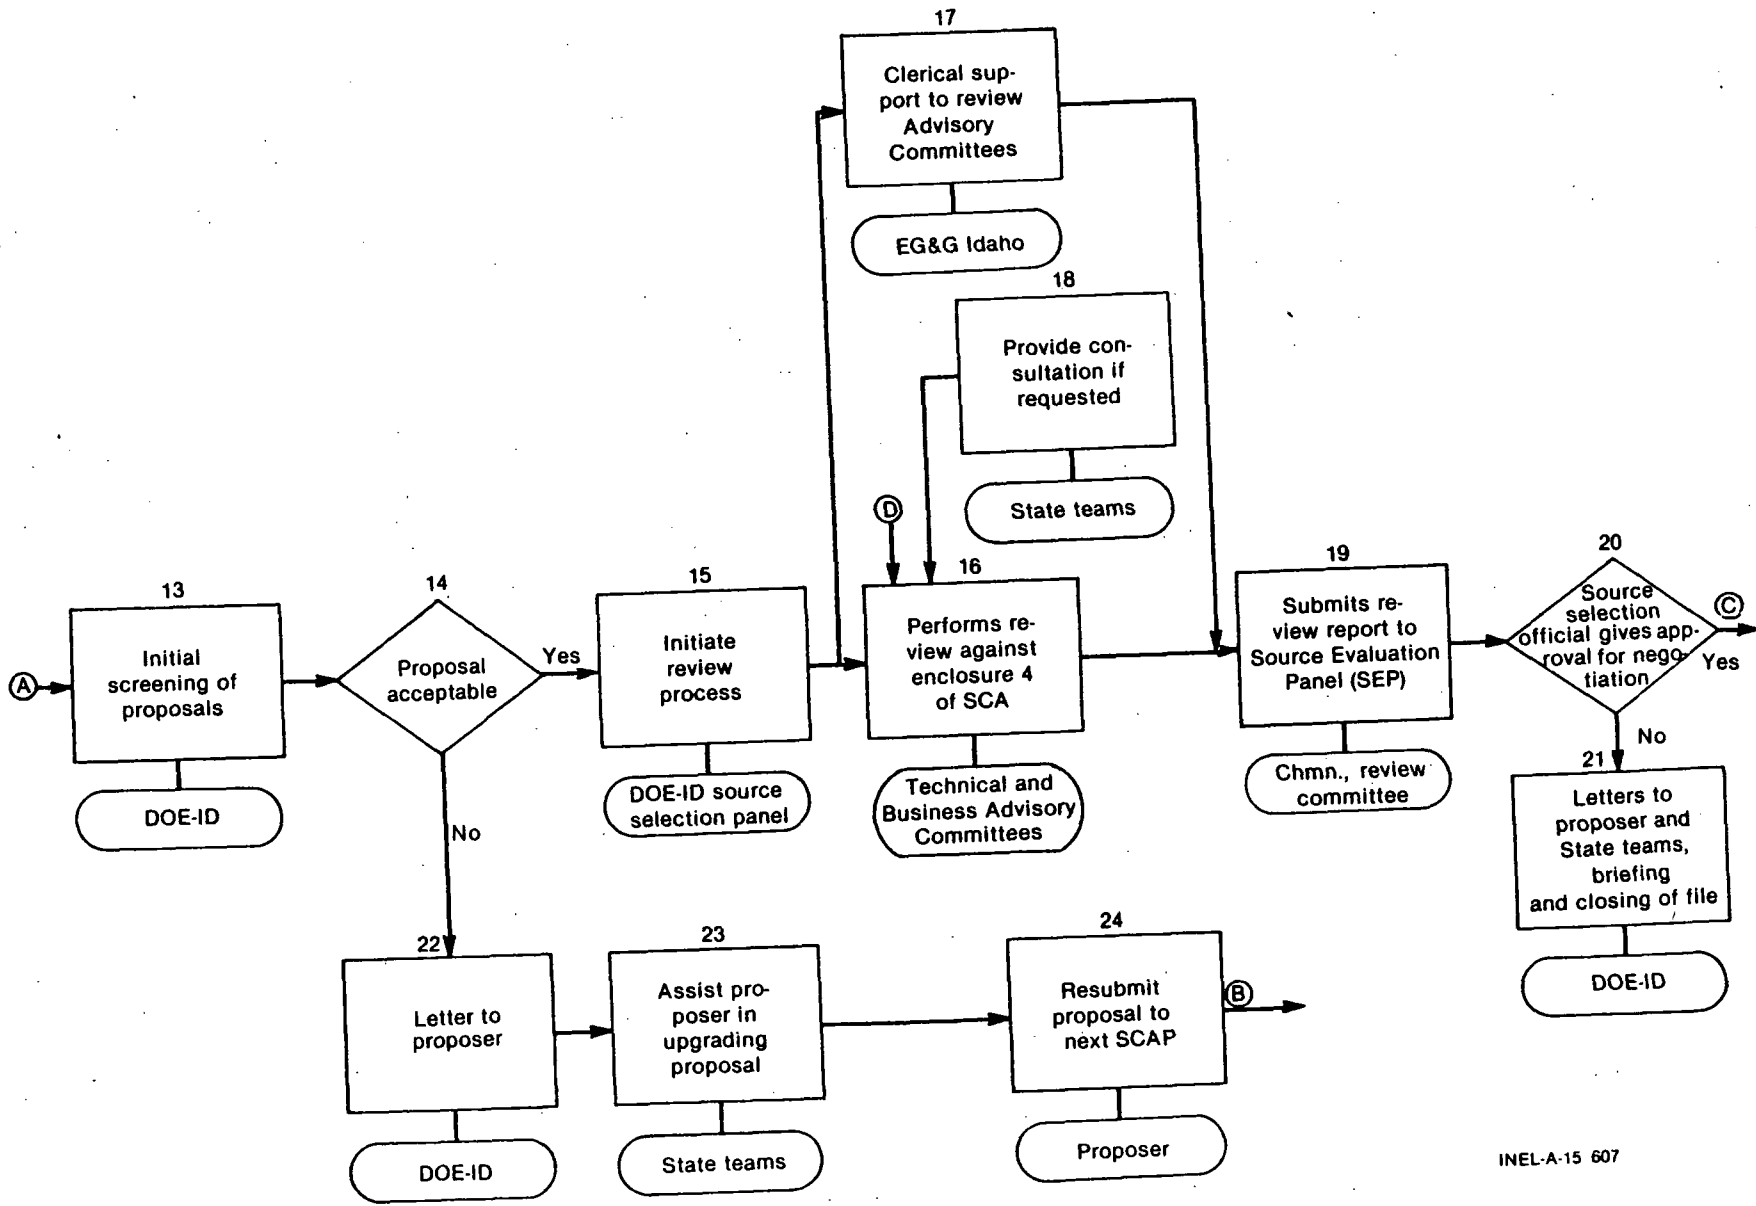 17
Clerical sup-
port to review
Advisory
Committees
EG&G Idaho
18
Provide con-
sultation if
requested
State teams
D
A
13
Initial
screening of
proposals
DOE-ID
14
Proposal
acceptable
Yes
No
15
Initiate
review
process
DOE-ID source
selection panel
16
Performs re-
view against
enclosure 4
of SCA
Technical and
Business Advisory
Committees
19
Submits re-
view report to
Source Evaluation
Panel (SEP)
Chmn., review
committee
20
Source
selection
official gives app-
roval for nego-
tiation
C
Yes
No
21
Letters to
proposer and
State teams,
briefing
and closing of file
DOE-ID
22
Letter to
proposer
DOE-ID
23
Assist pro-
poser in
upgrading
proposal
State teams
24
Resubmit
proposal to
next SCAP
B
Proposer
INEL-A-15 607